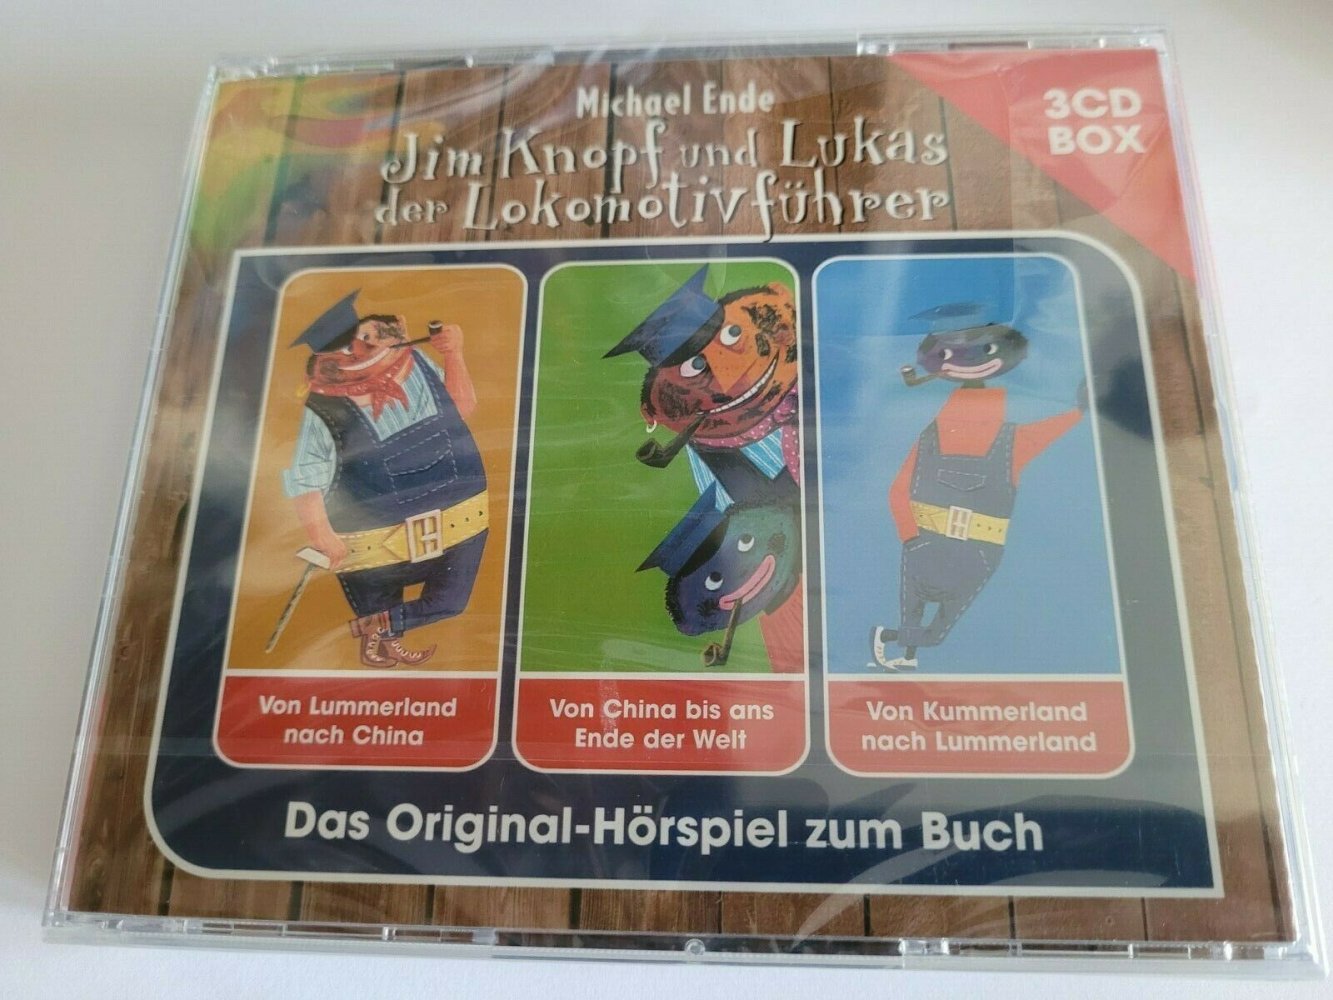 Michael Ende
Jim Knopf und Lukas
der Lokomotivführer
3CD
BOX
Von Lummerland
nach China
Von China bis ans
Ende der Welt
Von Kummerland
nach Lummerland
Das Original-Hörspiel zum Buch